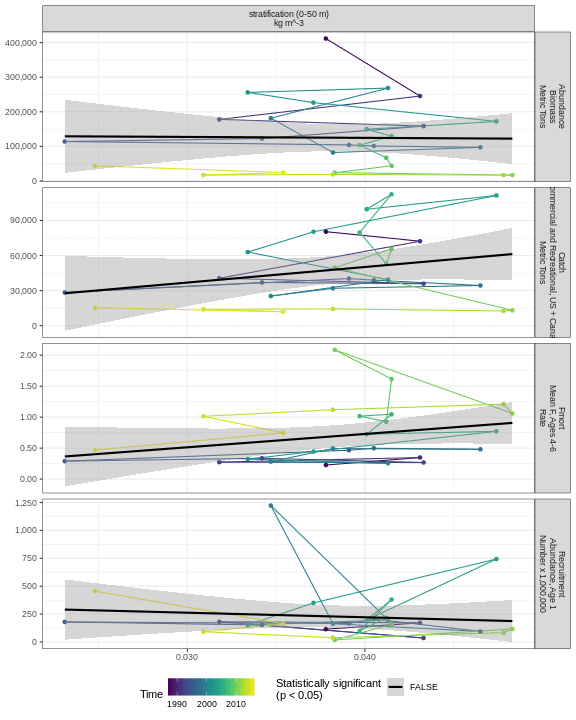 stratification (0-50 m)
kg m^-3
400,000
300,000
200,000
100,000
0
Abundance
Biomass
Metric Tons
90,000
60,000
30,000
0
Catch
ommercial and Recreational, US + Cana
Metric Tons
2.00
1.50
1.00
0.50
0.00
Fmort
Mean F, Ages 4-6
Rate
1,250
1,000
750
500
250
0
Recruitment
Abundance, Age 1
Number x 1,000,000
0.030
0.040
Time
1990
2000
2010
Statistically significant
(p < 0.05)
FALSE